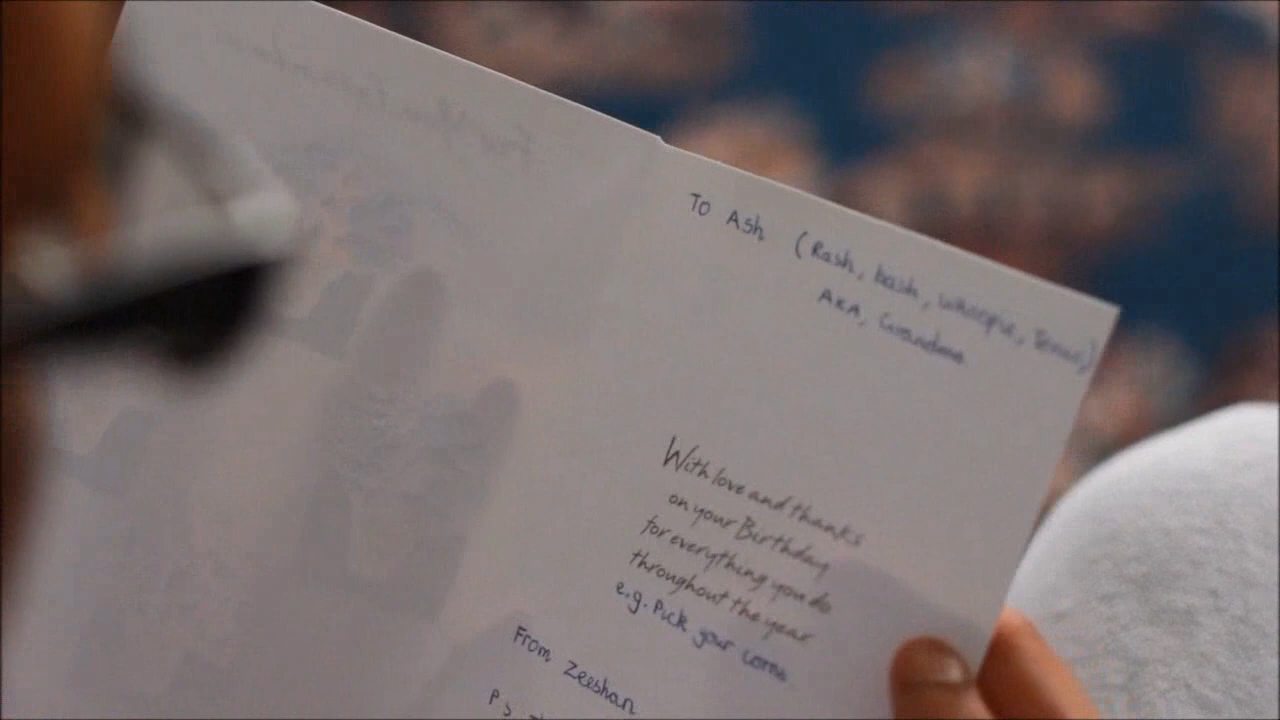 To Ash (Rash, bash, Whoopie,
AKA, Grandma
With love and thanks
on your Birthday
for everything you do
throughout the year
e.g. Pick your corns
From Zeeshan
P.S.